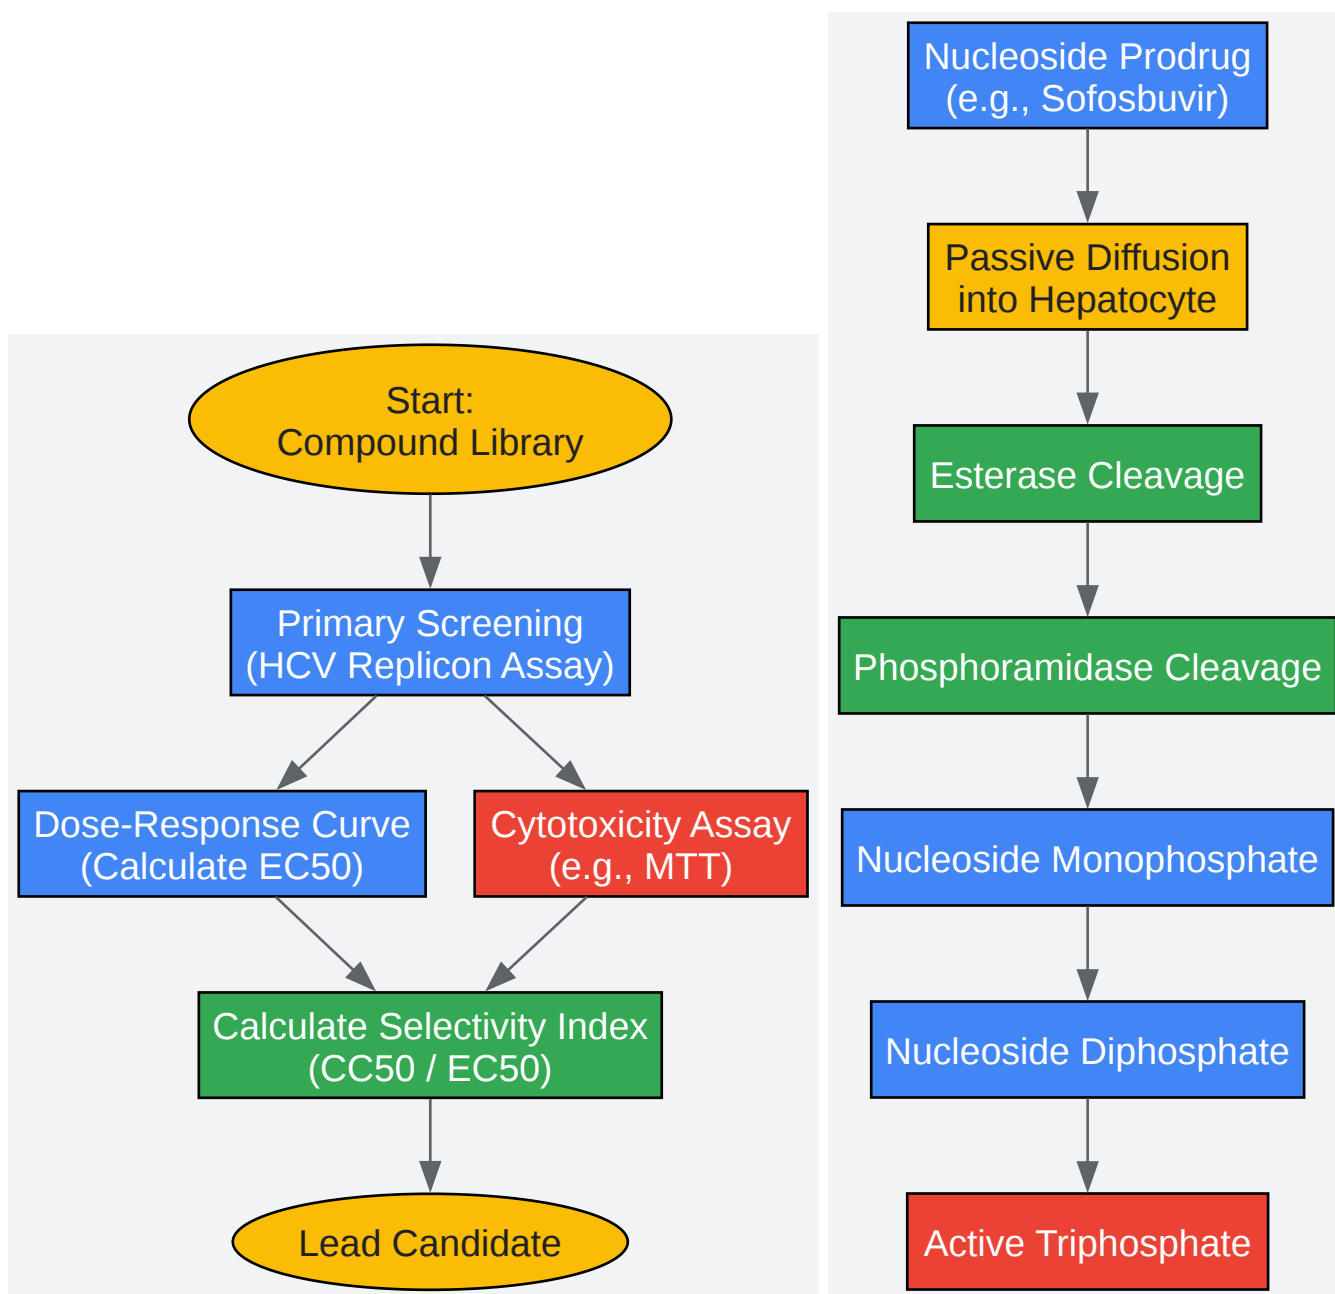 Start:
Compound Library
Primary Screening
(HCV Replicon Assay)
Dose-Response Curve
(Calculate EC50)
Cytotoxicity Assay
(e.g., MTT)
Calculate Selectivity Index
(CC50 / EC50)
Lead Candidate
Nucleoside Prodrug
(e.g., Sofosbuvir)
Passive Diffusion
into Hepatocyte
Esterase Cleavage
Phosphoramidase Cleavage
Nucleoside Monophosphate
Nucleoside Diphosphate
Active Triphosphate